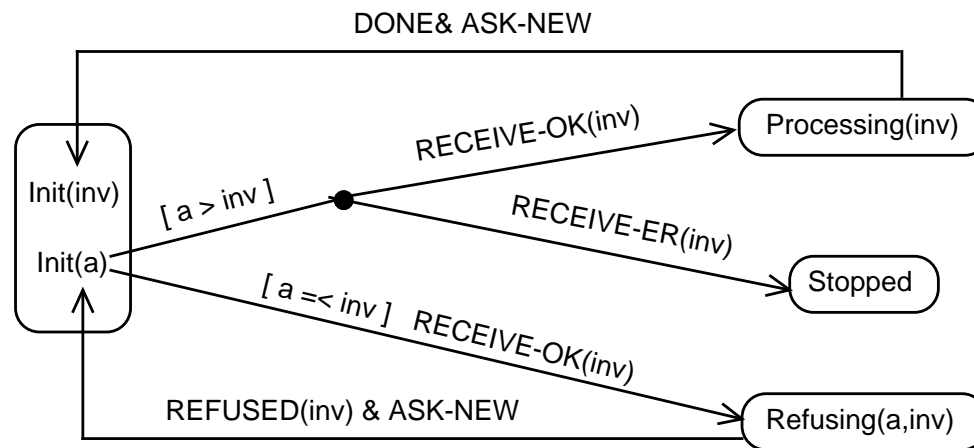 DONE& ASK-NEW
RECEIVE-OK(inv)
Processing(inv)
Init(inv)
[ a > inv ]
RECEIVE-ER(inv)
Init(a)
Stopped
[ a =< inv ] RECEIVE-OK(inv)
REFUSED(inv) & ASK-NEW
Refusing(a,inv)